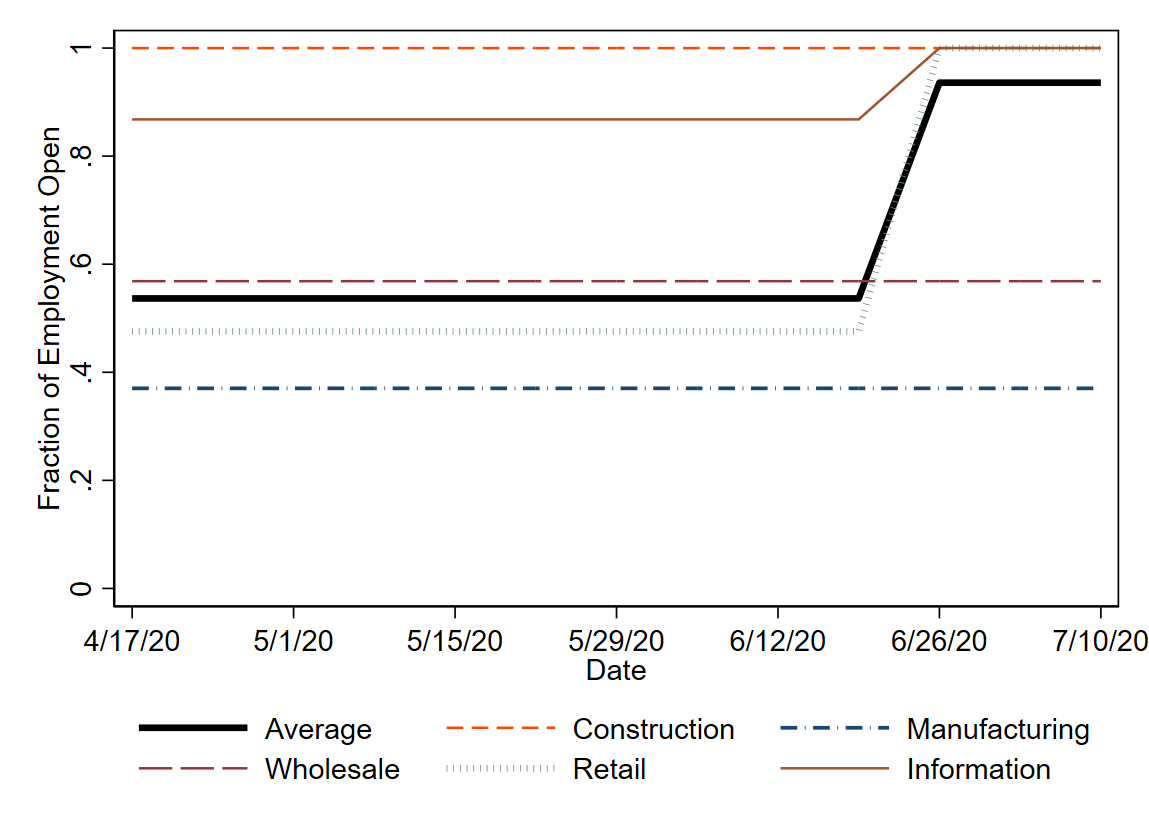 Fraction of Employment Open
1
.8
.6
.4
.2
0
4/17/20 5/1/20 5/15/20 5/29/20 6/12/20 6/26/20 7/10/20
Date
Average Construction Manufacturing
Wholesale Retail Information